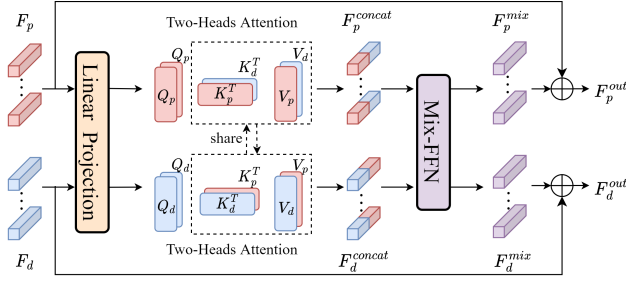 Two-Heads Attention
F_p
Q_p
K_d^T
V_d
F_p^{concat}
F_p^{mix}
Q_p
K_p^T
V_p
F_p^{out}
Linear Projection
share
Mix-FFN
Q_d
K_p^T
V_p
Q_d
K_d^T
V_d
F_d^{out}
Two-Heads Attention
F_d
F_d^{concat}
F_d^{mix}